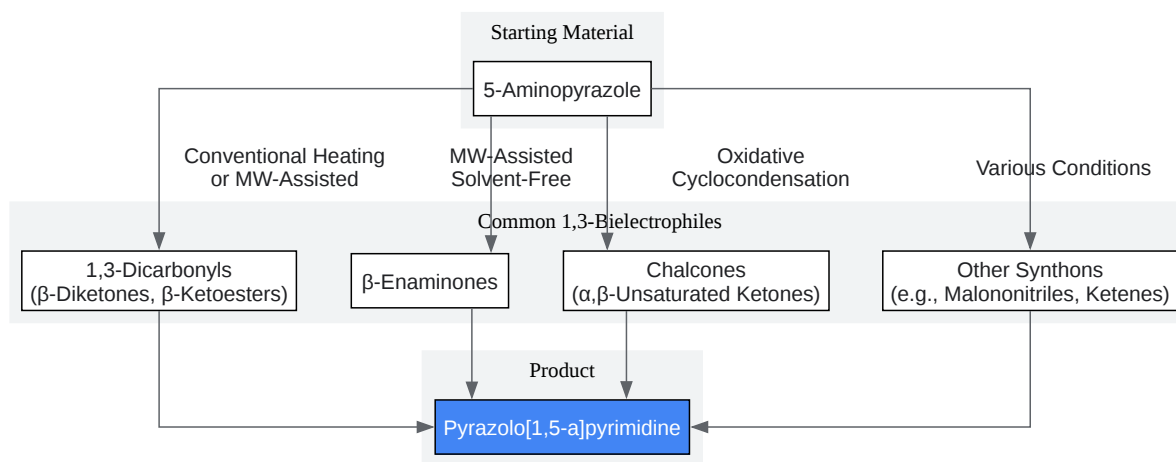 Starting Material
5-Aminopyrazole
Conventional Heating
or MW-Assisted
MW-Assisted
Solvent-Free
Oxidative
Cyclocondensation
Various Conditions
Common 1,3-Bielectrophiles
1,3-Dicarbonyls
(β-Diketones, β-Ketoesters)
β-Enaminones
Chalcones
(α,β-Unsaturated Ketones)
Other Synthons
(e.g., Malononitriles, Ketenes)
Product
Pyrazolo[1,5-a]pyrimidine